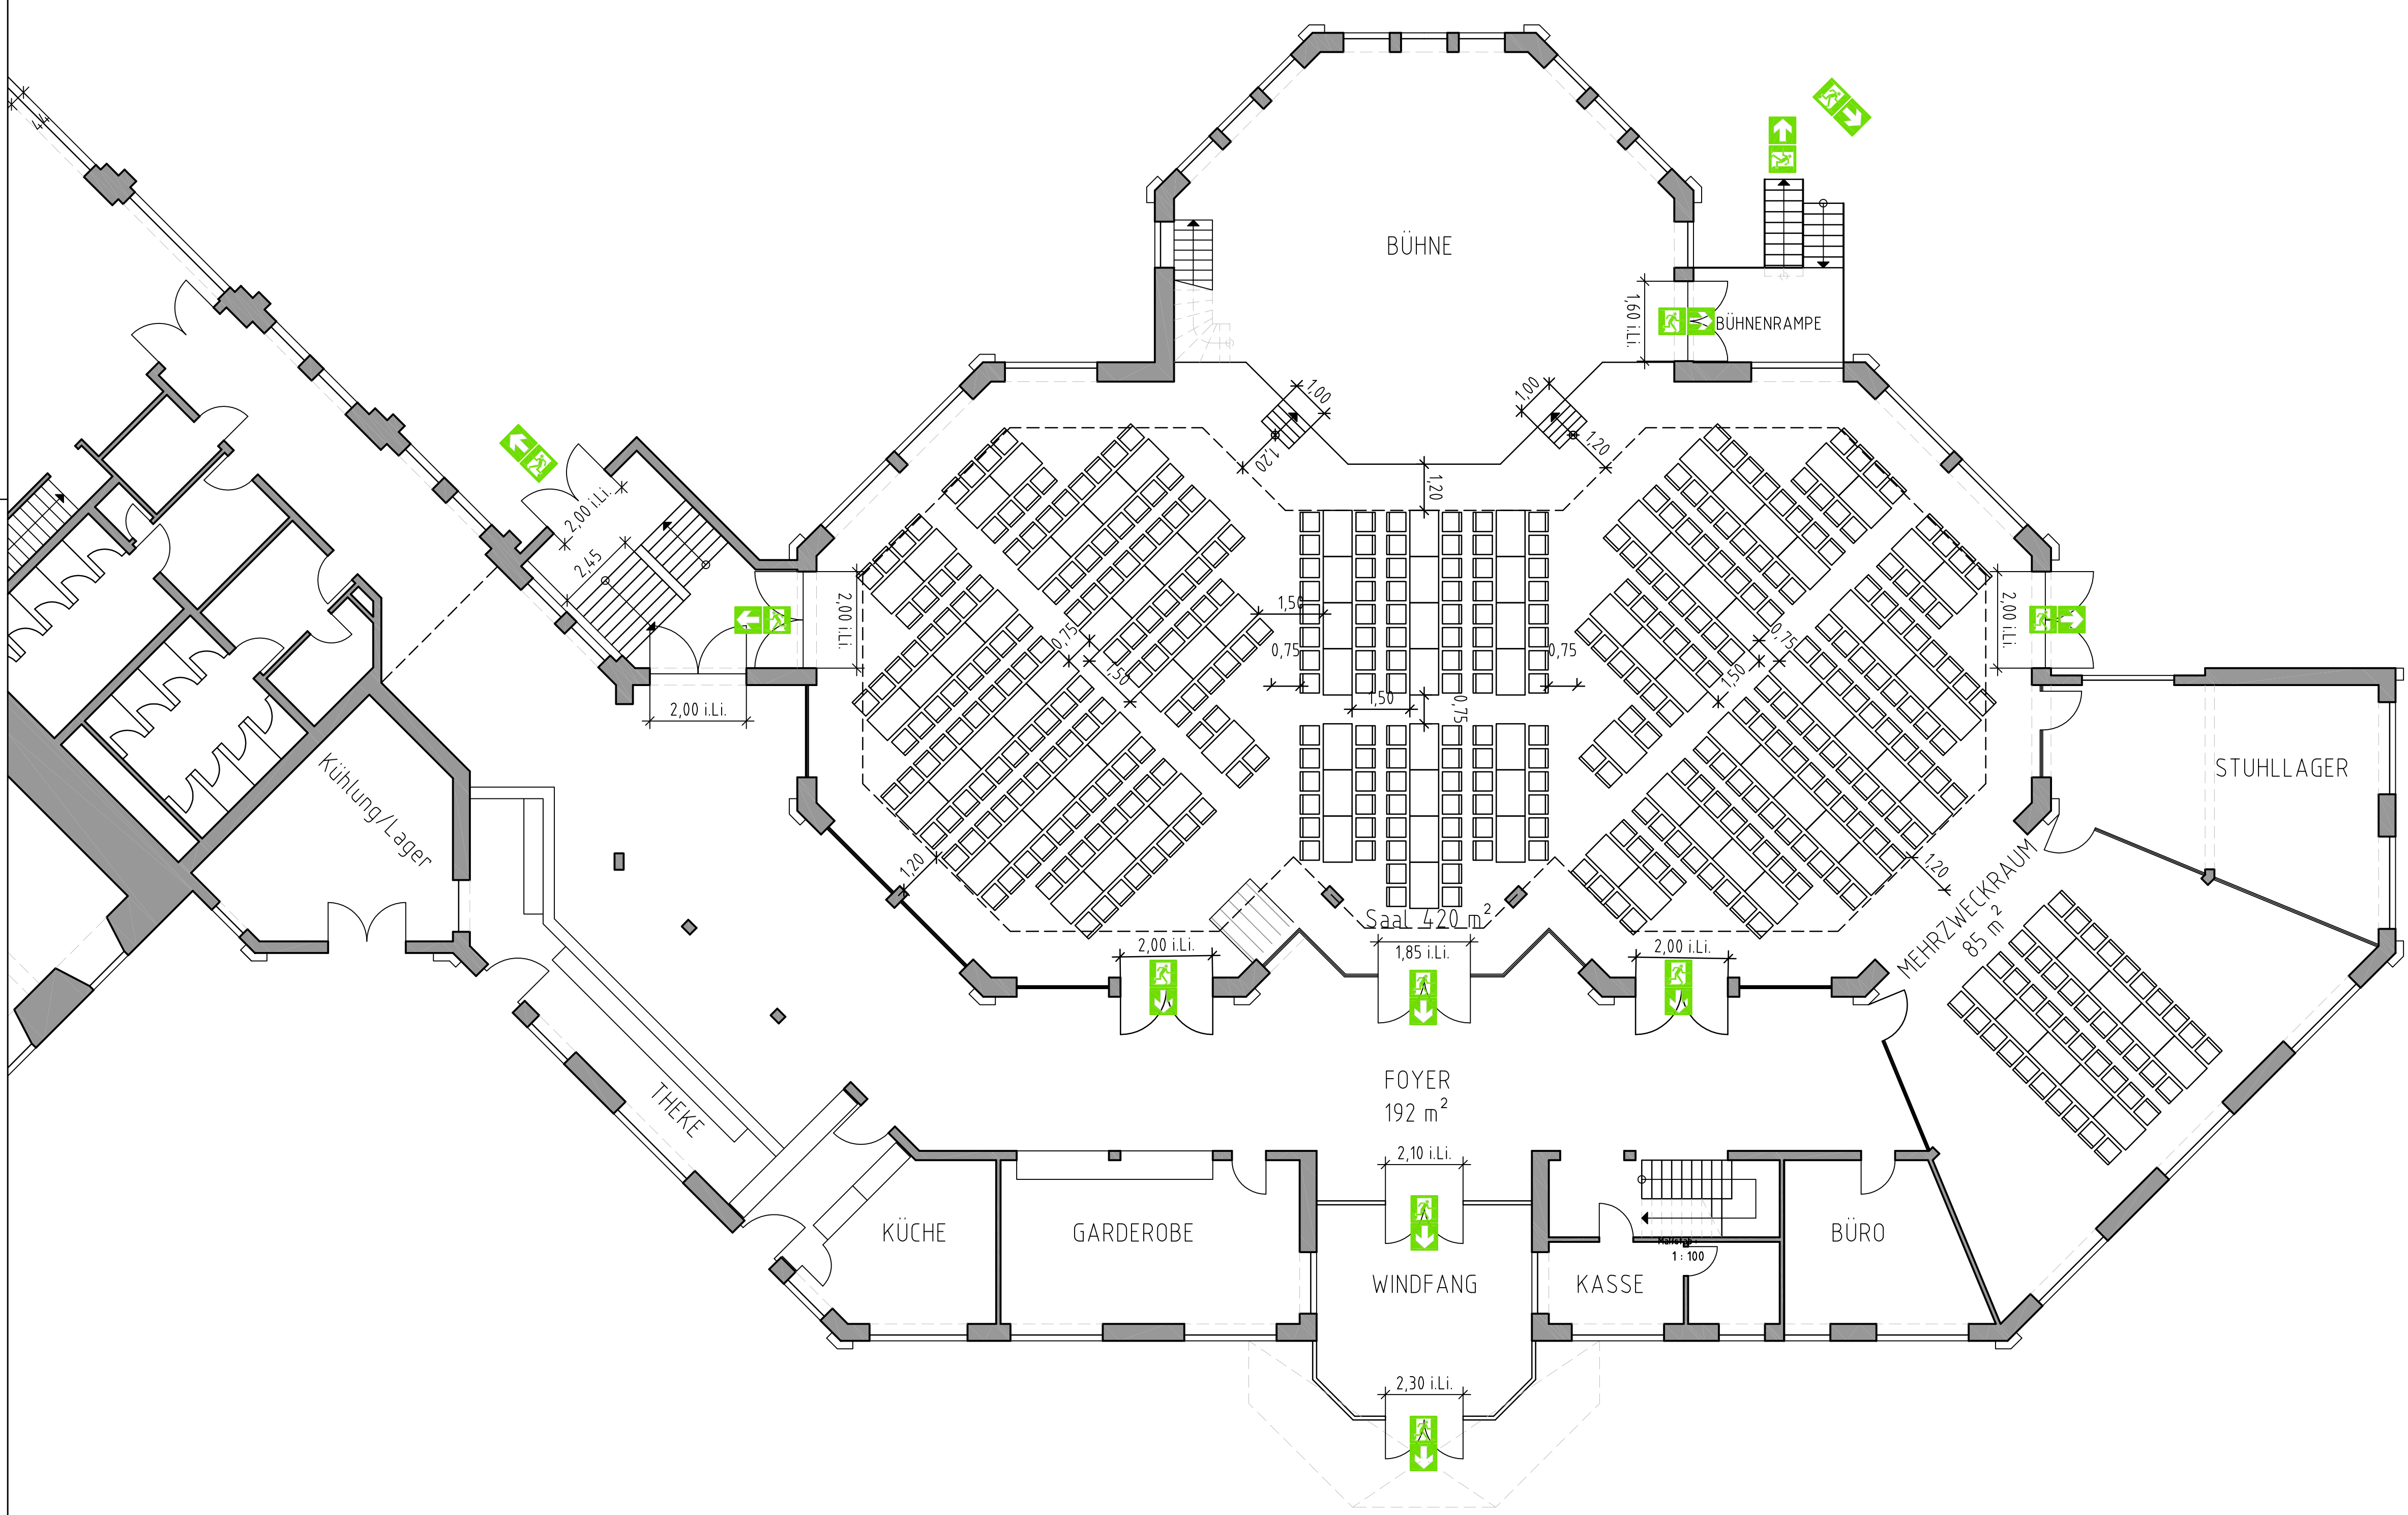 44
BÜHNE
1,60 i.Li.
BÜHNENRAMPE
1,00
1,00
1,20
1,20
1,20
2,00 i.Li.
2,45
2,00 i.Li.
2,00 i.Li.
2,00 i.Li.
1,50
0,75
0,75
1,50
0,75
0,75
1,50
0,75
1,50
1,20
1,20
Kühlung/Lager
STUHLLAGER
MEHRZWECKRAUM
85 m²
Saal 420 m²
2,00 i.Li.
1,85 i.Li.
2,00 i.Li.
THEKE
FOYER
192 m²
2,10 i.Li.
KÜCHE
GARDEROBE
WINDFANG
KASSE
1 : 100
BÜRO
2,30 i.Li.